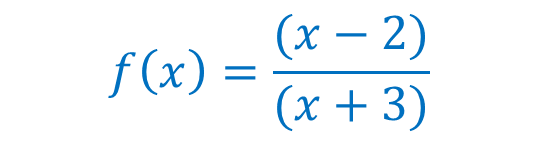 f(x) = (x − 2) / (x + 3)